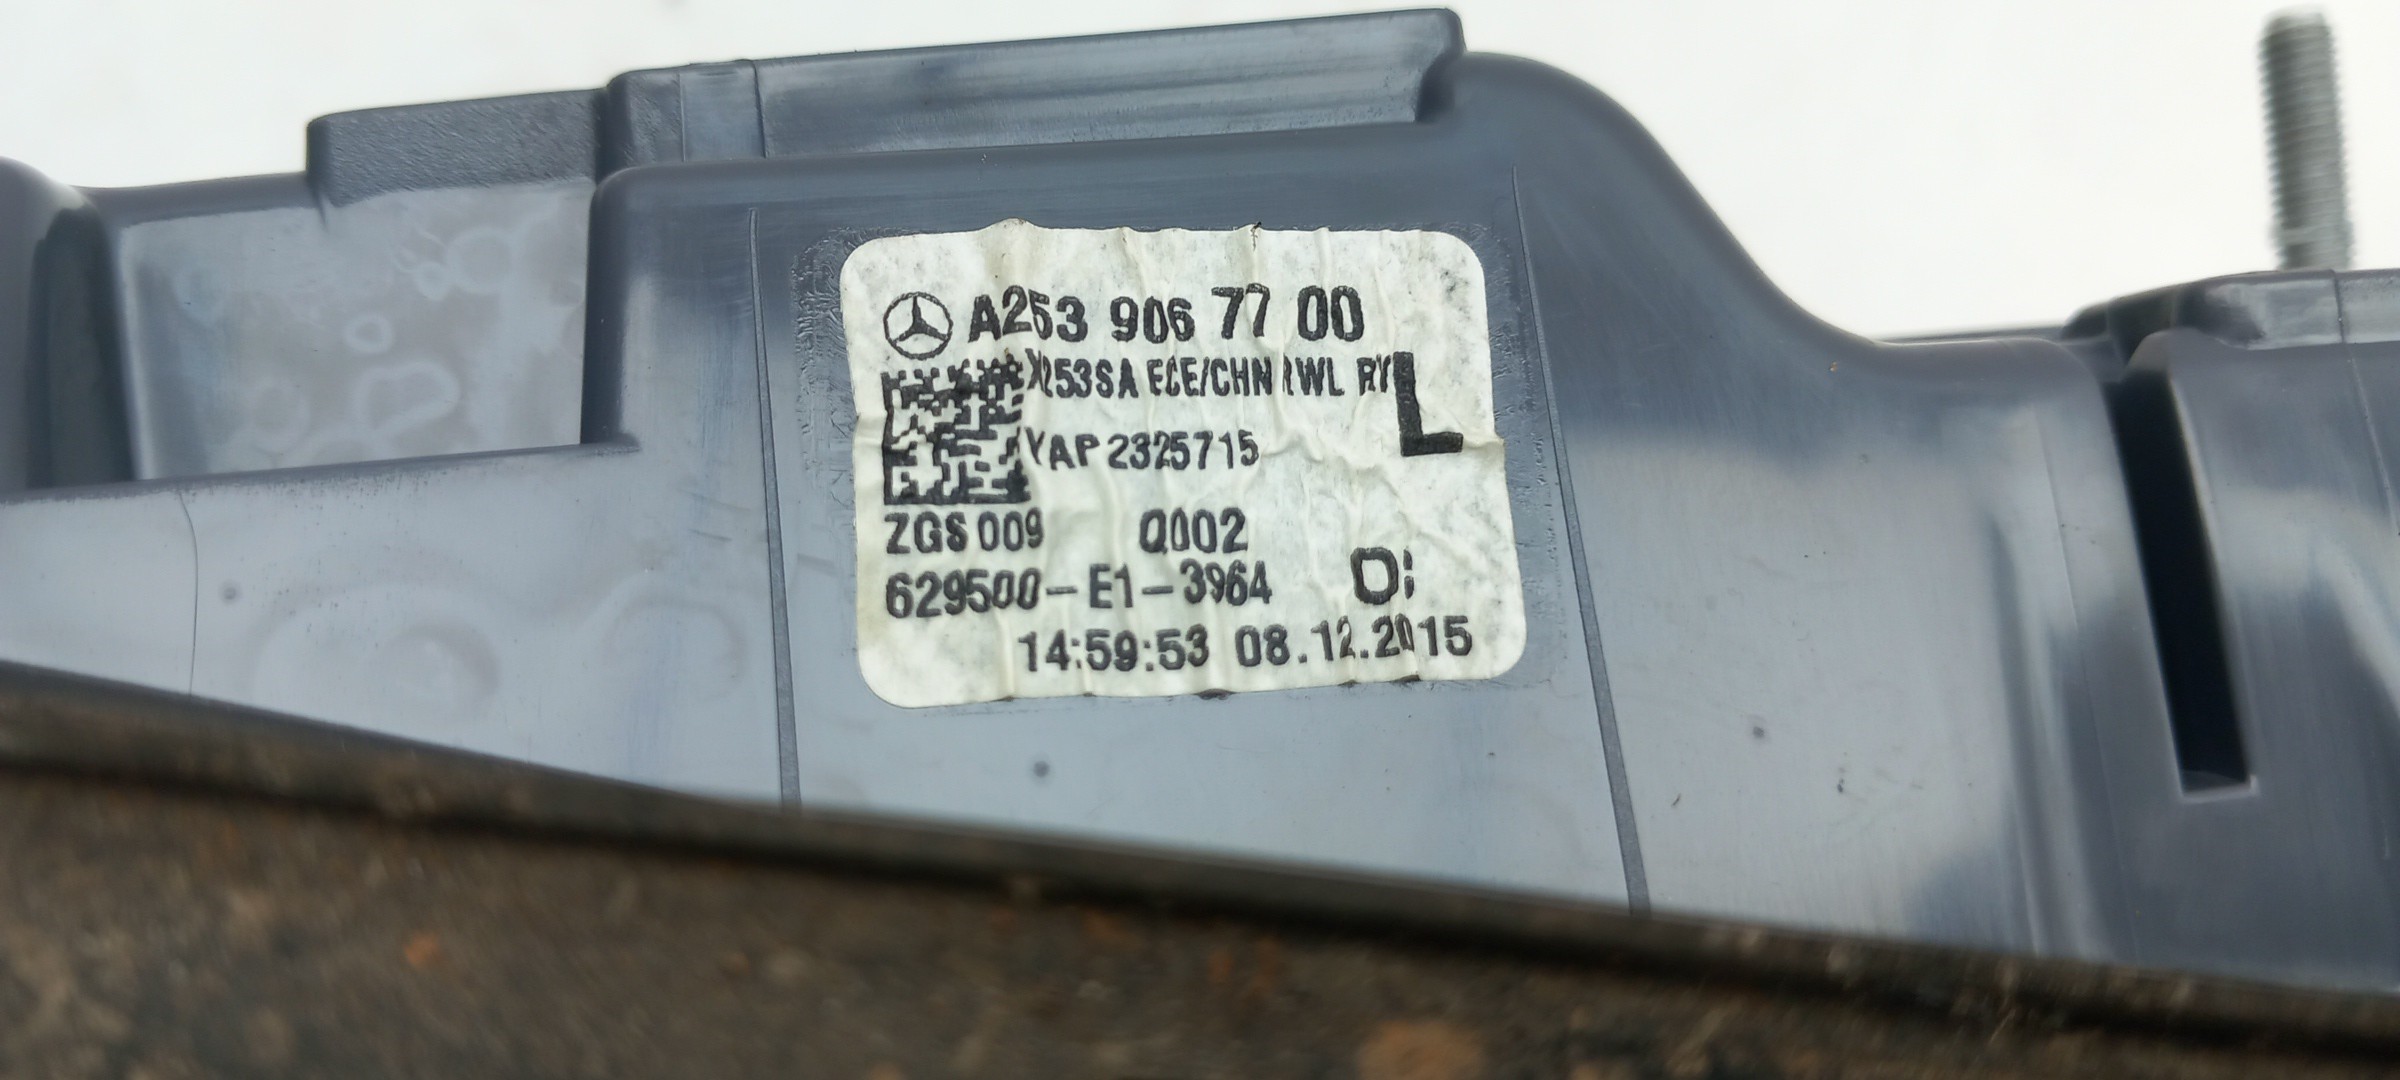 A253 906 77 00
X253SA ECE/CHN RWL RY
L
YAP 2325715
ZGS 009 Q002
629500-E1-3964
14:59:53 08.12.2015